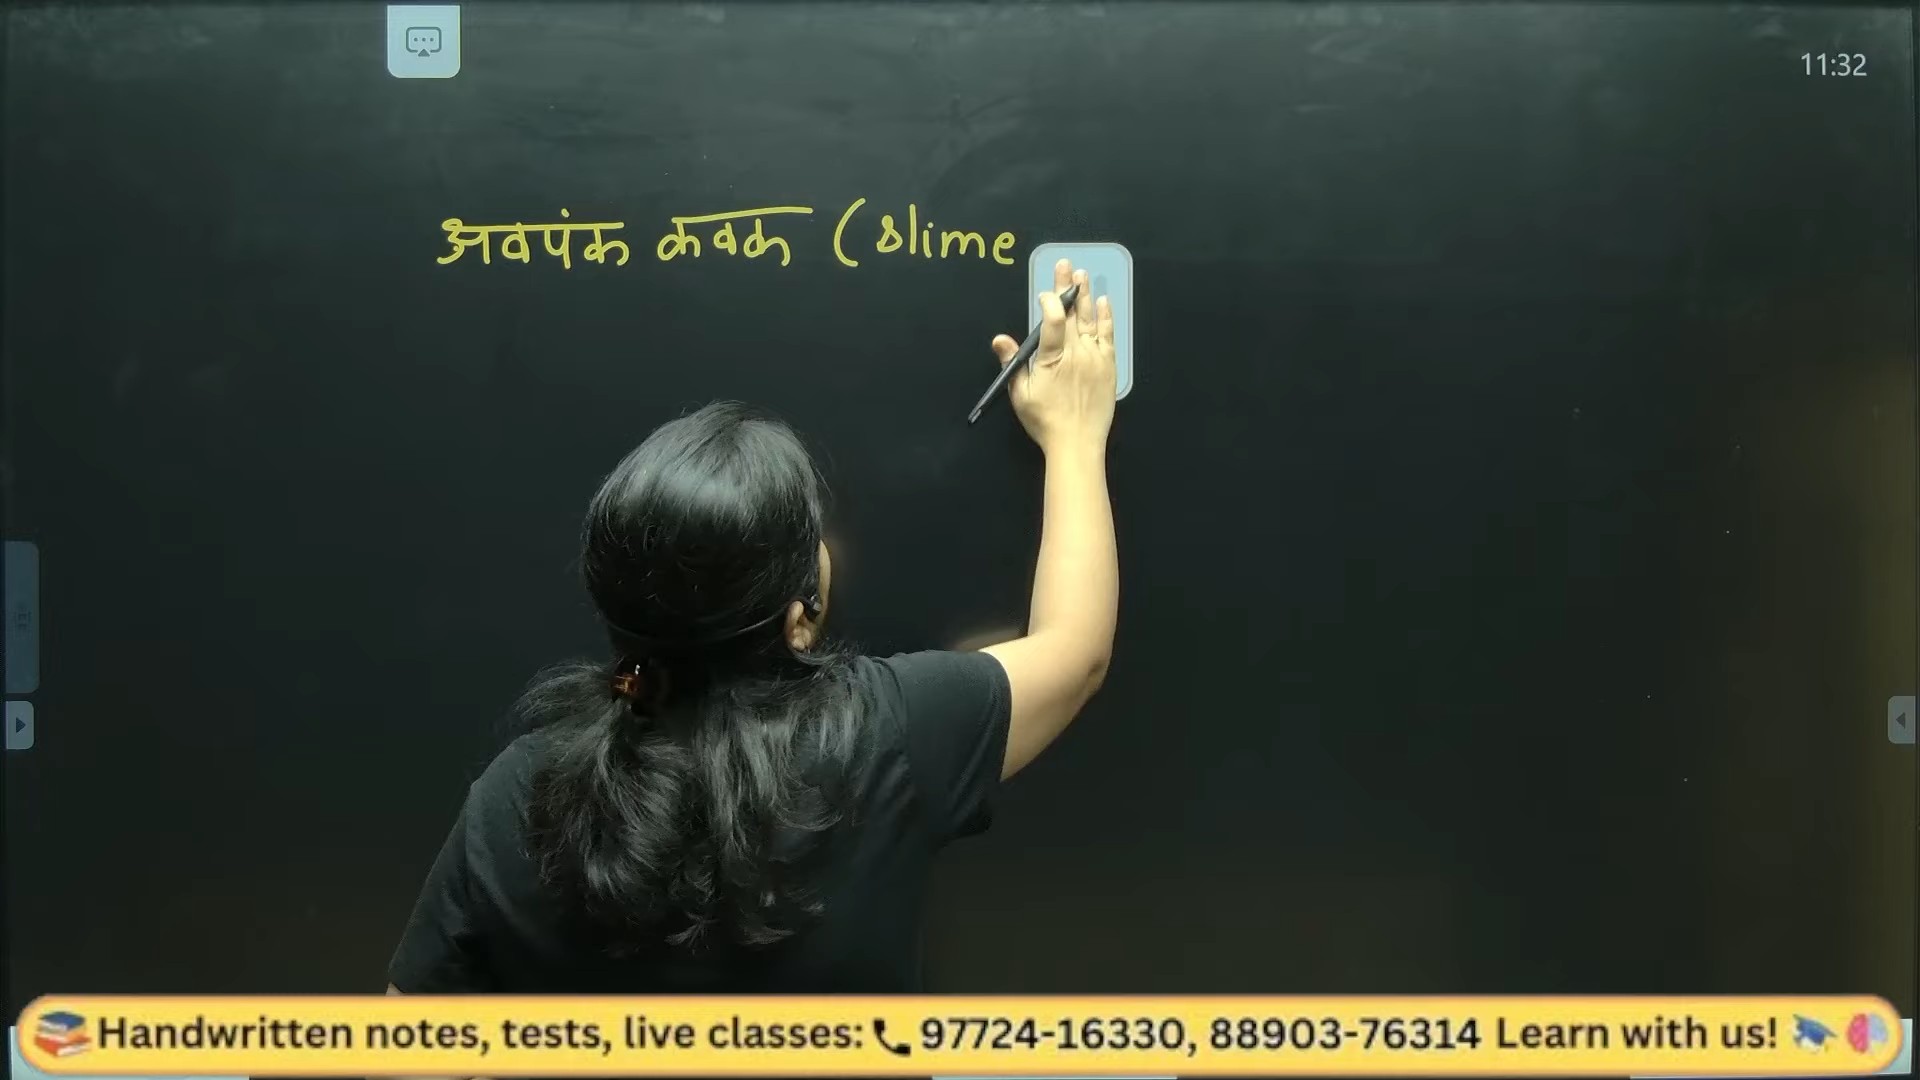 11:32
अवपंक कवक (slime
Handwritten notes, tests, live classes: 97724-16330, 88903-76314 Learn with us!